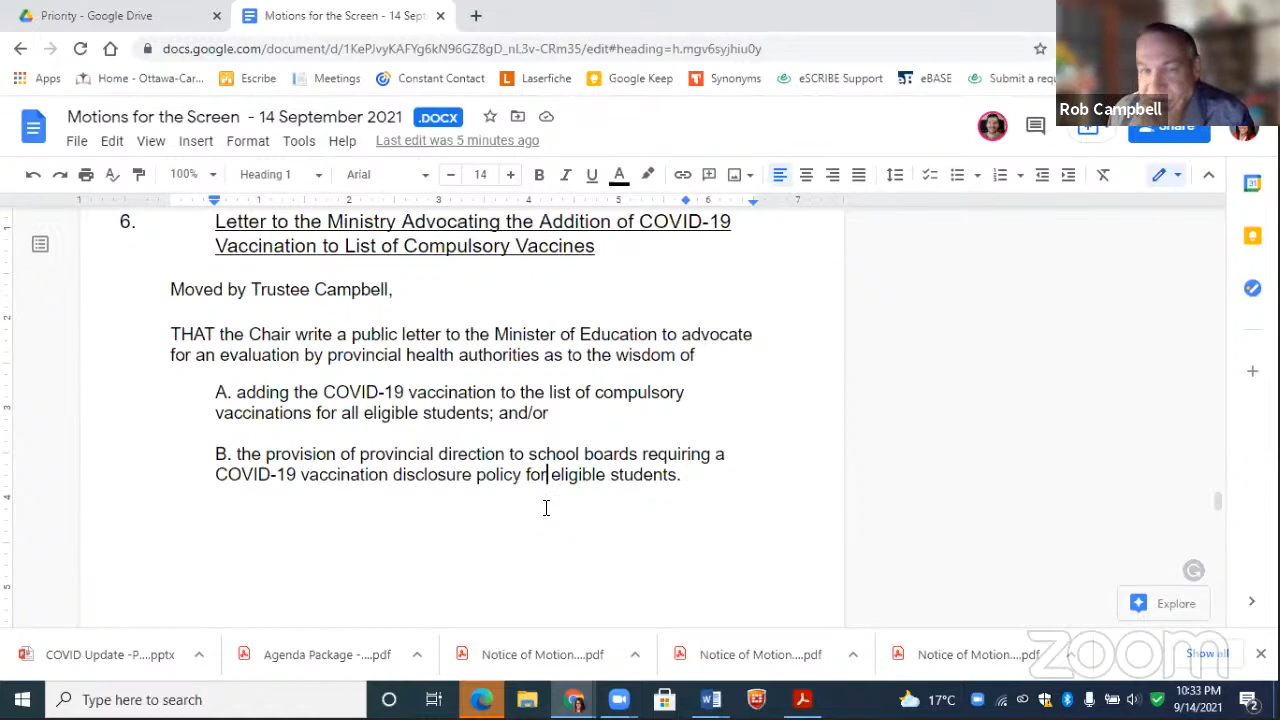 Priority - Google Drive
Motions for the Screen - 14 Sept
docs.google.com/document/d/1KePJvyKAFYg6kN96GZ8gD_nL3v-CRm35/edit#heading=h.mgv6syjhiu0y
Apps
Home - Ottawa-Car...
Escribe
Meetings
Constant Contact
Laserfiche
Google Keep
Synonyms
eSCRIBE Support
eBASE
Submit a requ
Rob Campbell
Motions for the Screen - 14 September 2021 .DOCX
Share
File Edit View Insert Format Tools Help Last edit was 5 minutes ago
100% Heading 1 Arial 14
6. Letter to the Ministry Advocating the Addition of COVID-19
Vaccination to List of Compulsory Vaccines
Moved by Trustee Campbell,
THAT the Chair write a public letter to the Minister of Education to advocate
for an evaluation by provincial health authorities as to the wisdom of
A. adding the COVID-19 vaccination to the list of compulsory
vaccinations for all eligible students; and/or
B. the provision of provincial direction to school boards requiring a
COVID-19 vaccination disclosure policy for eligible students.
Explore
COVID Update -P....pptx
Agenda Package -....pdf
Notice of Motion....pdf
Notice of Motion....pdf
Notice of Motion....pdf
Show all
zoom
Type here to search
17°C
10:33 PM
9/14/2021